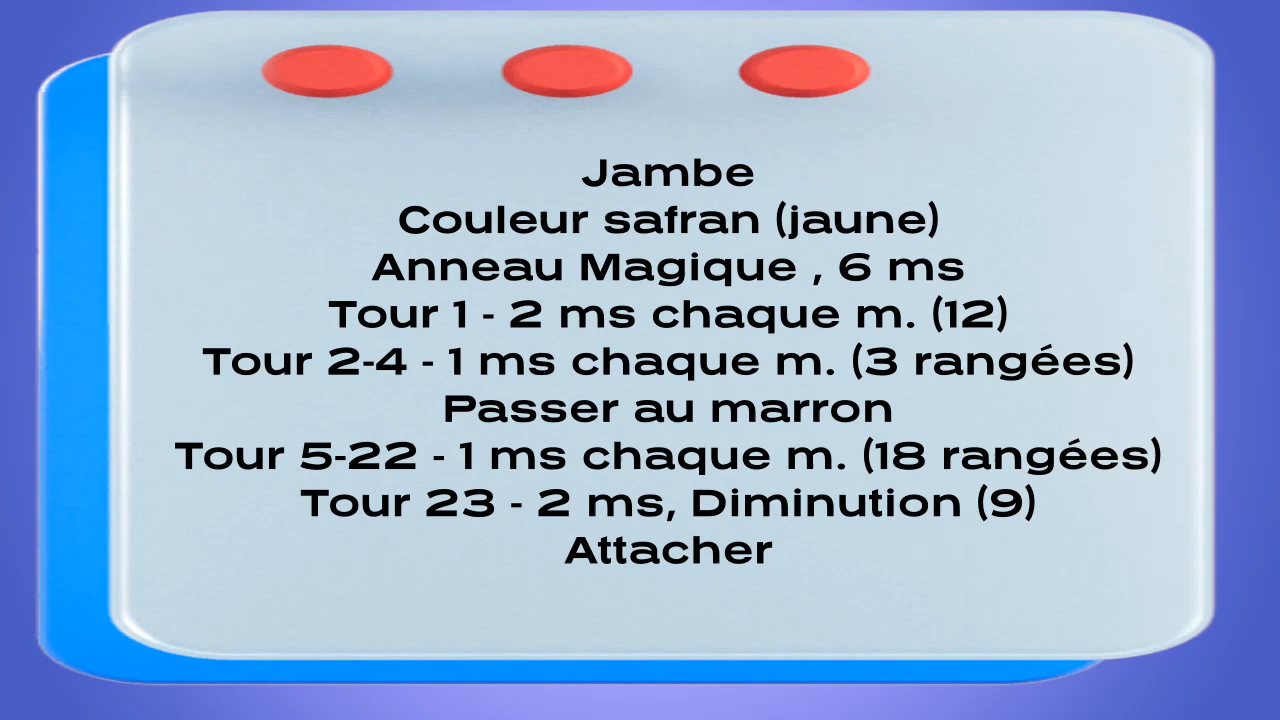 Jambe
Couleur safran (jaune)
Anneau Magique , 6 ms
Tour 1 - 2 ms chaque m. (12)
Tour 2-4 - 1 ms chaque m. (3 rangées)
Passer au marron
Tour 5-22 - 1 ms chaque m. (18 rangées)
Tour 23 - 2 ms, Diminution (9)
Attacher